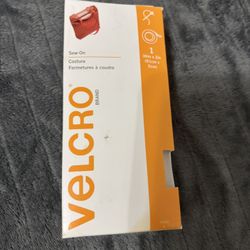 Sew-On
Costura
Fermetures à coudre
1
VELCRO
BRAND